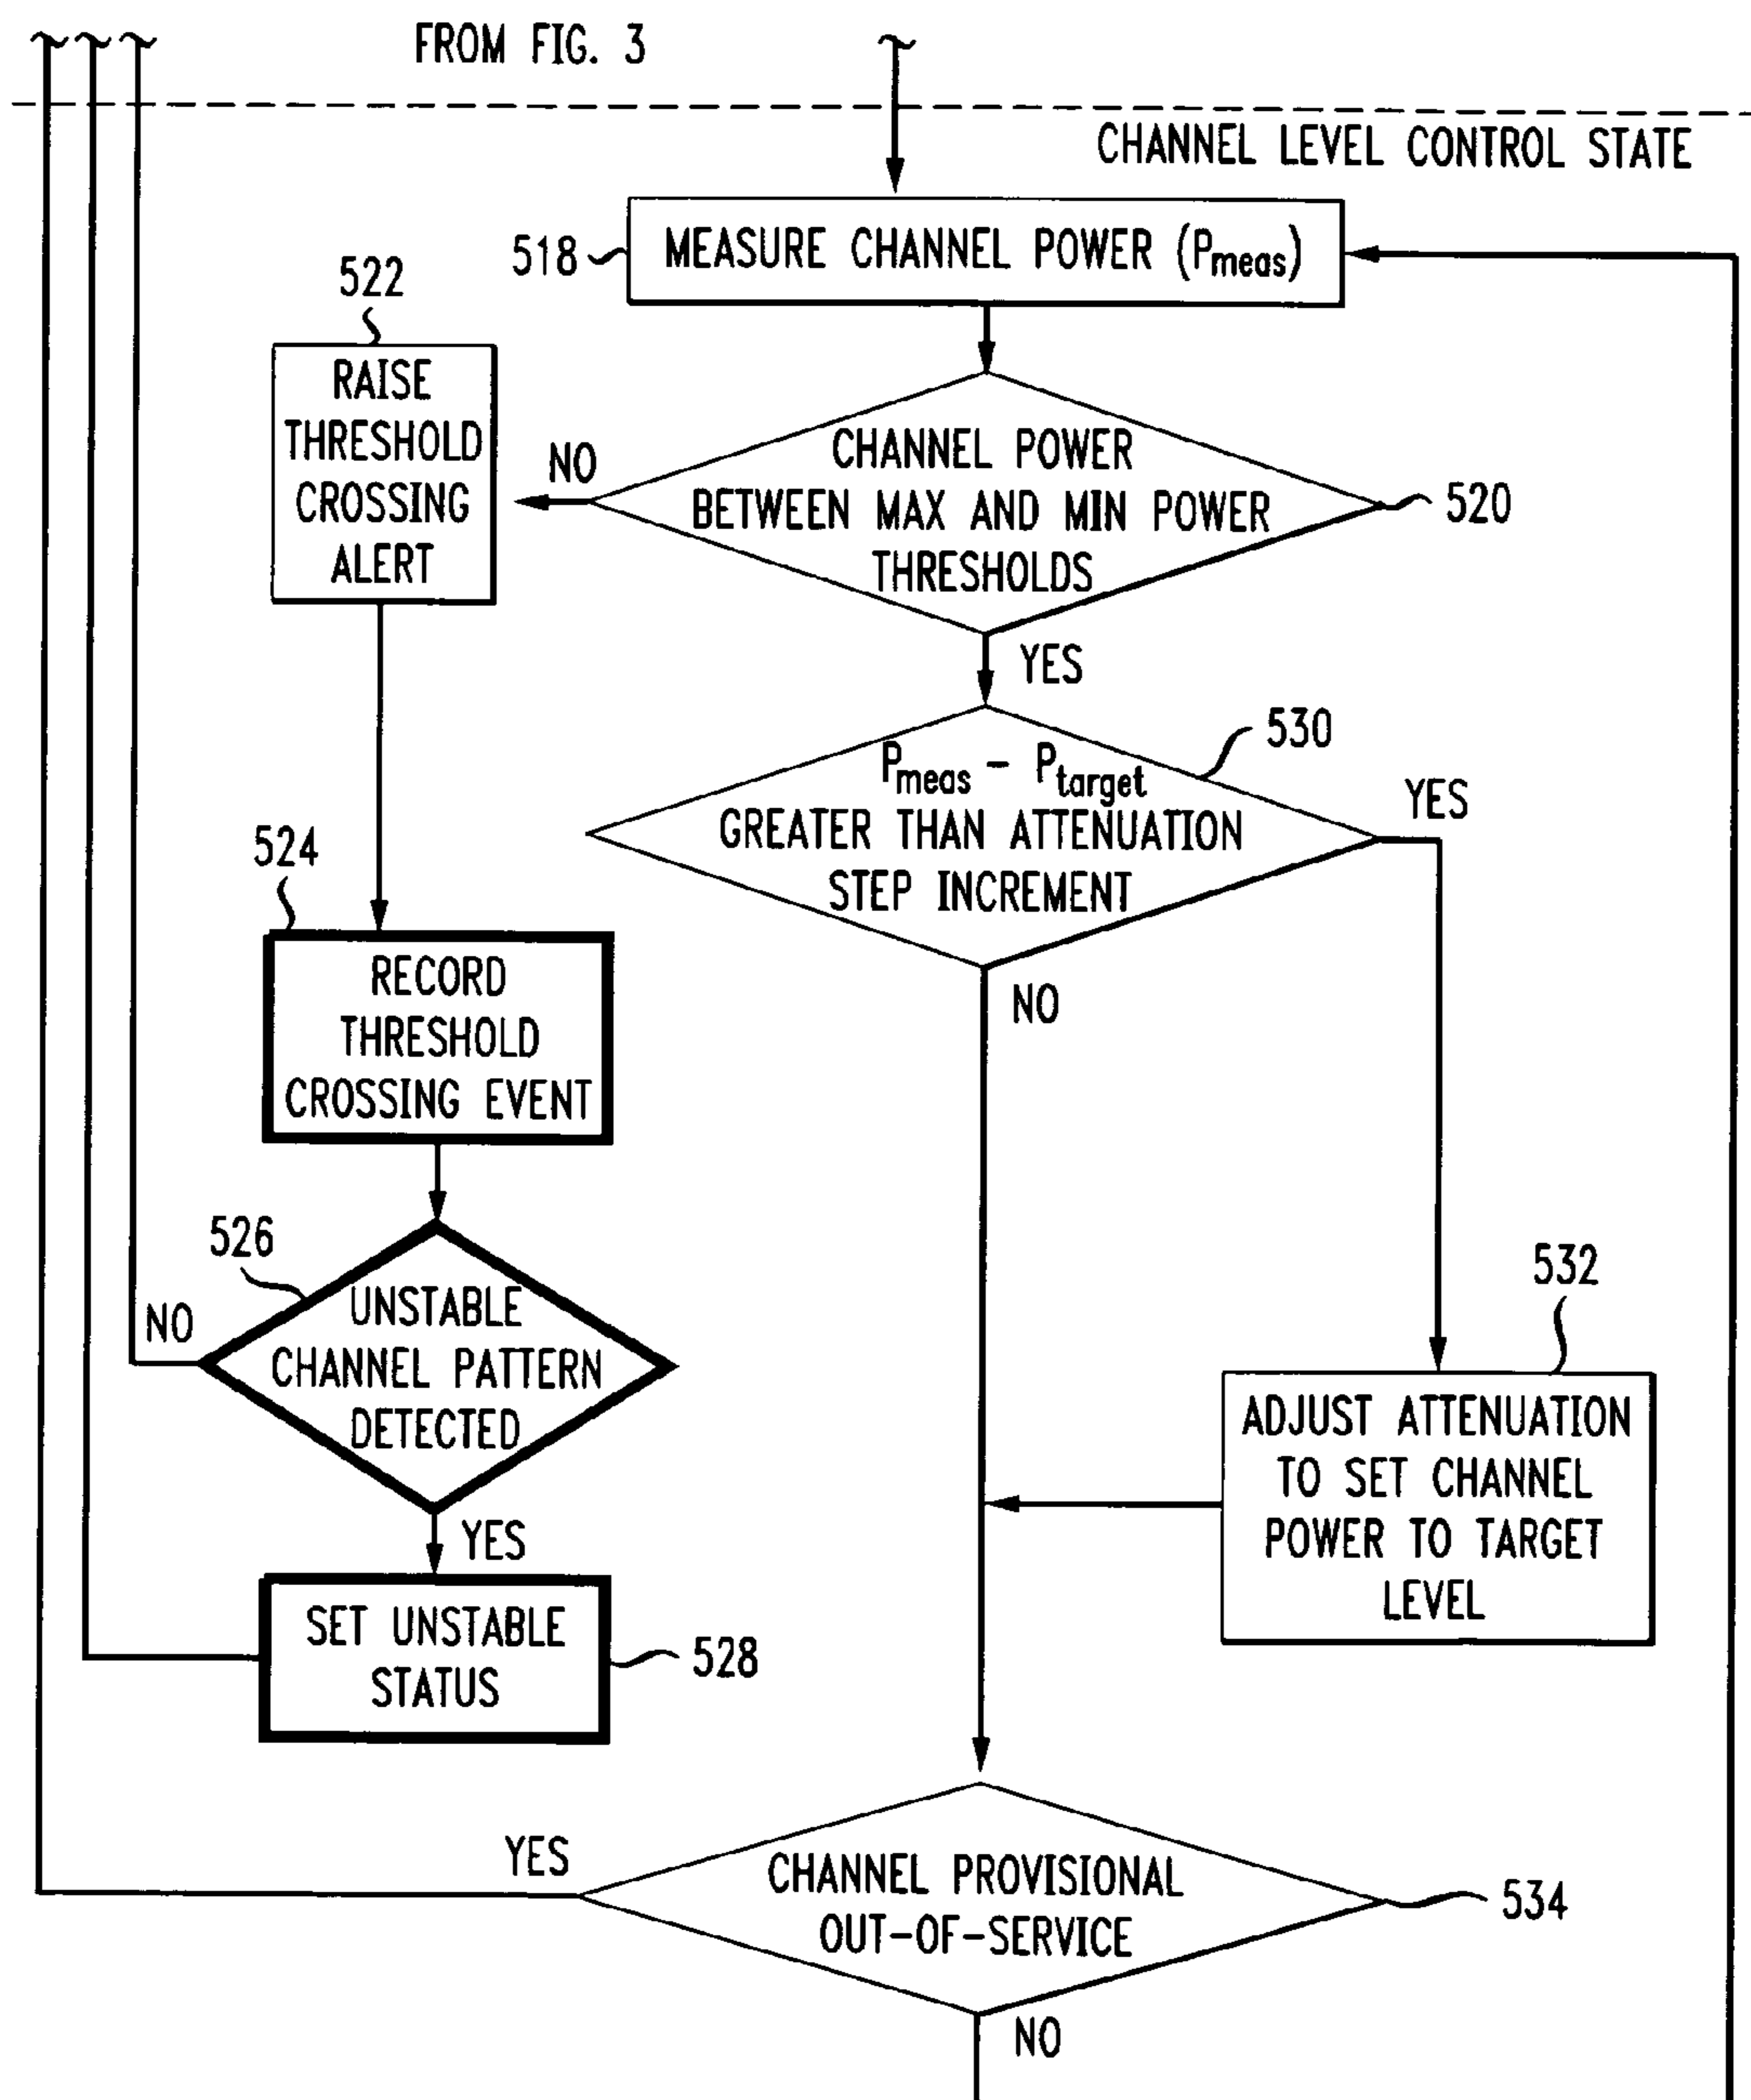 FROM FIG. 3
CHANNEL LEVEL CONTROL STATE
518
MEASURE CHANNEL POWER (Pmeas)
522
RAISE
THRESHOLD
CROSSING
ALERT
NO
CHANNEL POWER
BETWEEN MAX AND MIN POWER
THRESHOLDS
520
YES
530
Pmeas - Ptarget
GREATER THAN ATTENUATION
STEP INCREMENT
YES
NO
524
RECORD
THRESHOLD
CROSSING EVENT
526
UNSTABLE
CHANNEL PATTERN
DETECTED
NO
YES
532
ADJUST ATTENUATION
TO SET CHANNEL
POWER TO TARGET
LEVEL
SET UNSTABLE
STATUS
528
YES
CHANNEL PROVISIONAL
OUT-OF-SERVICE
534
NO